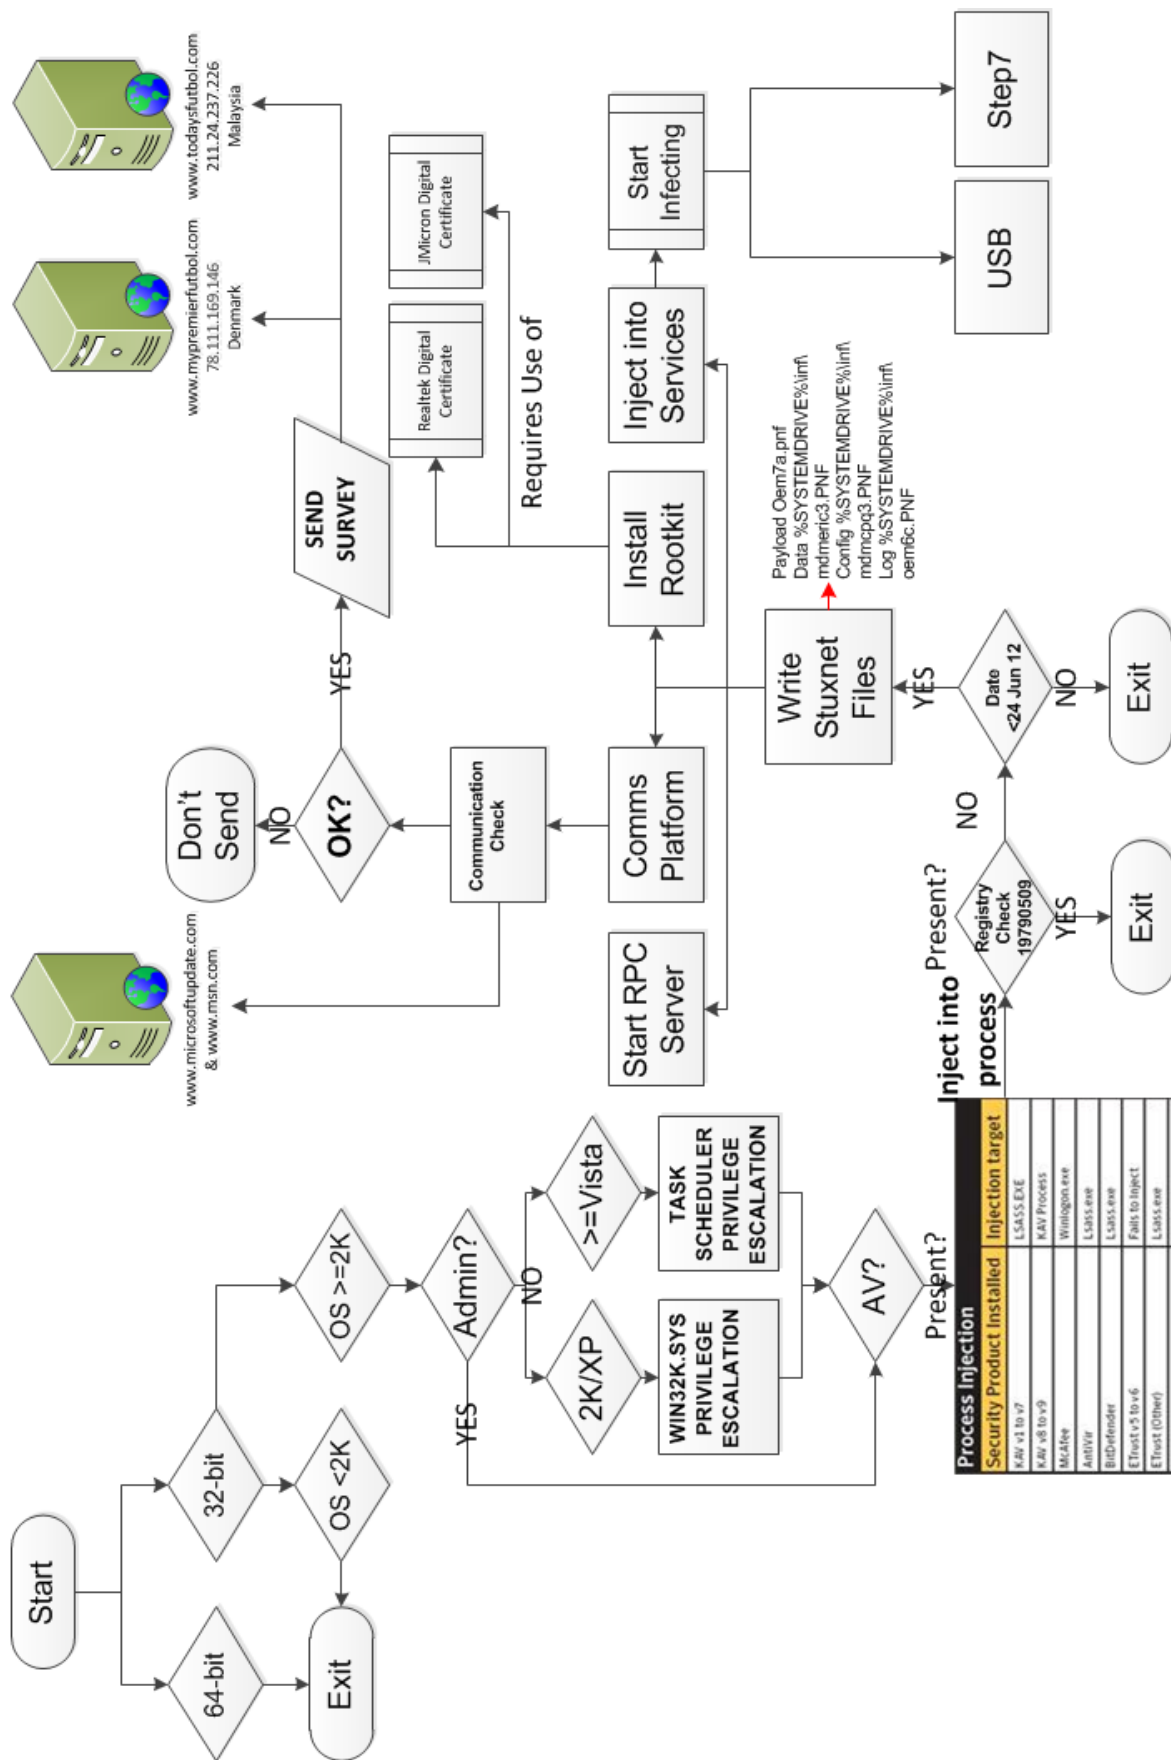 Start
64-bit
32-bit
Exit
OS <2K
OS >=2K
Admin?
YES
NO
2K/XP
>=Vista
WIN32K.SYS
PRIVILEGE
ESCALATION
TASK
SCHEDULER
PRIVILEGE
ESCALATION
AV?
Present?
Process Injection
Security Product Installed Injection target
KAV v1 to v7 LSASS.EXE
KAV v8 to v9 KAV Process
McAfee Winlogon.exe
AntiVir Lsass.exe
BitDefender Lsass.exe
ETrust v5 to v6 Fails to Inject
ETrust (Other) Lsass.exe
Inject into
process
Present?
Registry
Check
19790509
YES
Exit
NO
Date
<24 Jun 12
NO
Exit
YES
Write
Stuxnet
Files
Payload Oem7a.pnf
Data %SYSTEMDRIVE%\inf\
mdmeric3.PNF
Config %SYSTEMDRIVE%\inf\
mdmcpq3.PNF
Log %SYSTEMDRIVE%\inf\
oem6c.PNF
Start RPC
Server
Comms
Platform
Install
Rootkit
Inject into
Services
Start
Infecting
USB
Step7
Requires Use of
Realtek Digital
Certificate
JMicron Digital
Certificate
Communication
Check
www.microsoftupdate.com
& www.msn.com
OK?
NO
Don't
Send
YES
SEND
SURVEY
www.mypremierfutbol.com
78.111.169.146
Denmark
www.todaysfutbol.com
211.24.237.226
Malaysia